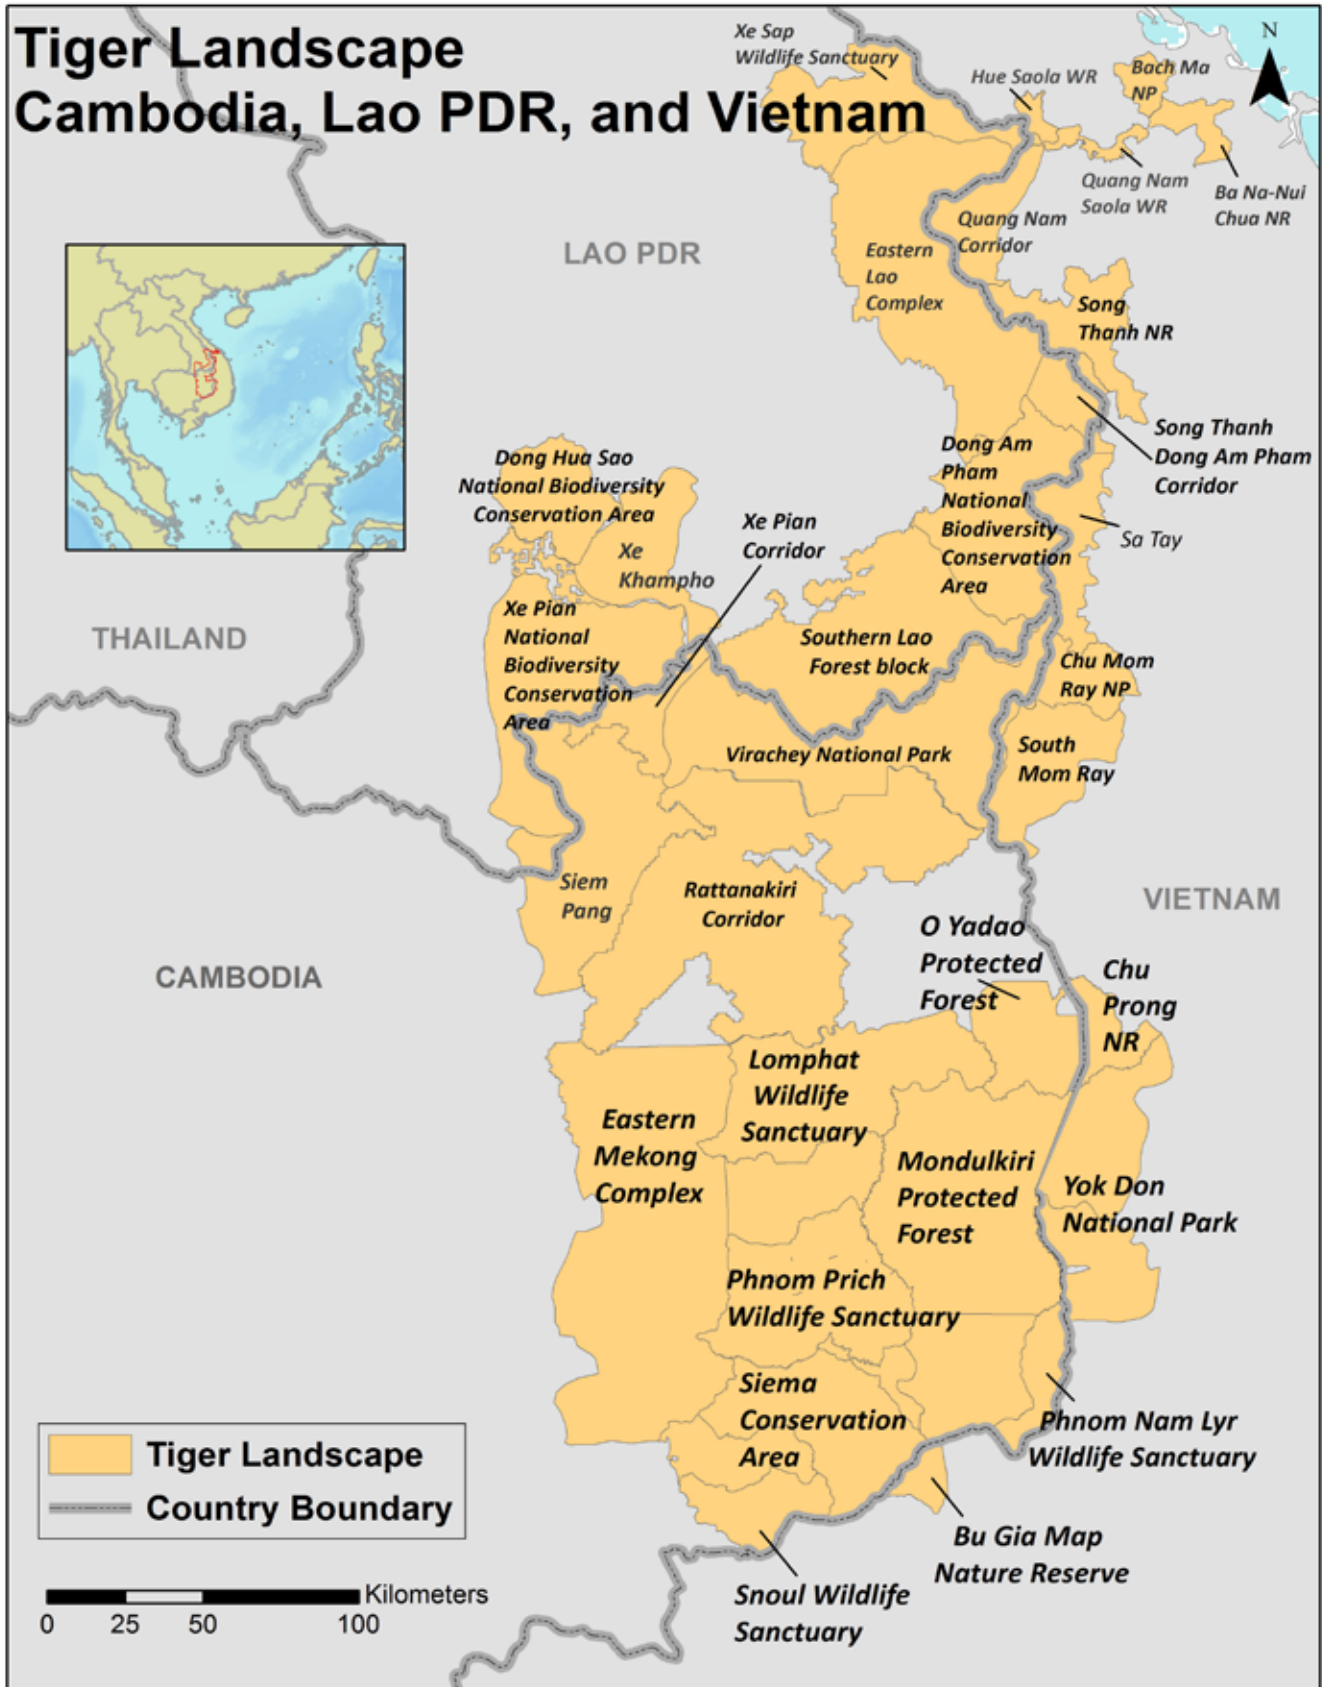 Tiger Landscape
Cambodia, Lao PDR, and Vietnam
Xe Sap
Wildlife Sanctuary
Hue Saola WR
Bach Ma
NP
N
Quang Nam
Saola WR
Ba Na-Nui
Chua NR
LAO PDR
Quang Nam
Corridor
Eastern
Lao
Complex
Song
Thanh NR
Song Thanh
Dong Am Pham
Corridor
Dong Am
Pham
National
Biodiversity
Conservation
Area
Sa Tay
Dong Hua Sao
National Biodiversity
Conservation Area
Xe
Khampho
Xe Pian
Corridor
Xe Pian
National
Biodiversity
Conservation
Area
THAILAND
Southern Lao
Forest block
Chu Mom
Ray NP
Virachey National Park
South
Mom Ray
Siem
Pang
Rattanakiri
Corridor
VIETNAM
CAMBODIA
O Yadao
Protected
Forest
Chu
Prong
NR
Lomphat
Wildlife
Sanctuary
Eastern
Mekong
Complex
Mondulkiri
Protected
Forest
Yok Don
National Park
Phnom Prich
Wildlife Sanctuary
Siema
Conservation
Area
Phnom Nam Lyr
Wildlife Sanctuary
Bu Gia Map
Nature Reserve
Snoul Wildlife
Sanctuary
Tiger Landscape
Country Boundary
Kilometers
0 25 50 100